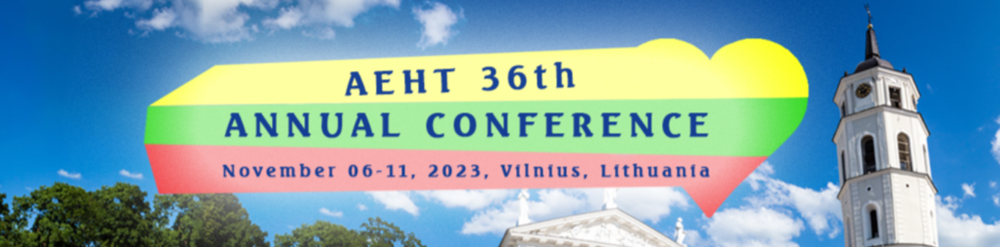 AEHT 36th
ANNUAL CONFERENCE
November 06-11, 2023, Vilnius, Lithuania